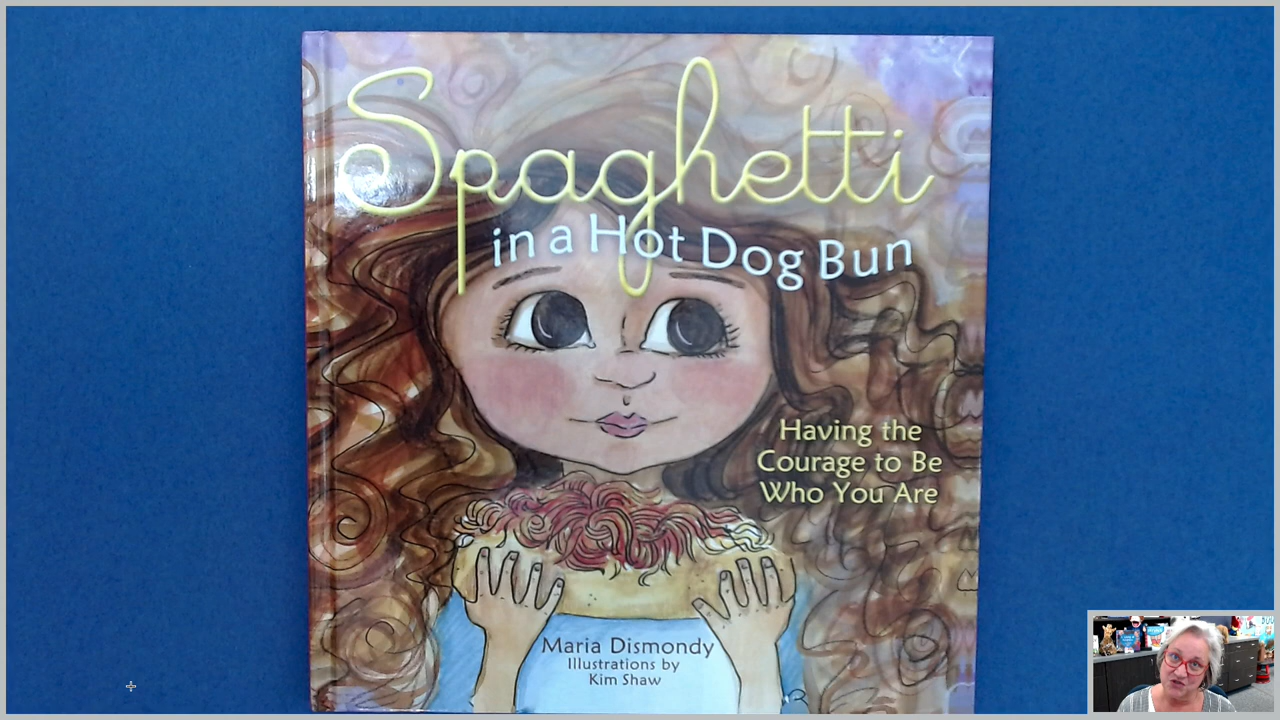 Spaghetti
in a Hot Dog Bun
Having the
Courage to Be
Who You Are
Maria Dismondy
Illustrations by
Kim Shaw